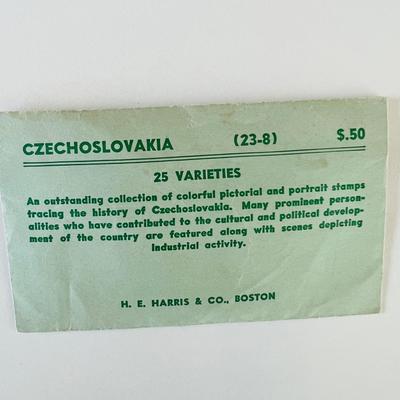 CZECHOSLOVAKIA (23-8) $.50
25 VARIETIES
An outstanding collection of colorful pictorial and portrait stamps
tracing the history of Czechoslovakia. Many prominent person-
alities who have contributed to the cultural and political develop-
ment of the country are featured along with scenes depicting
industrial activity.
H. E. HARRIS & CO., BOSTON